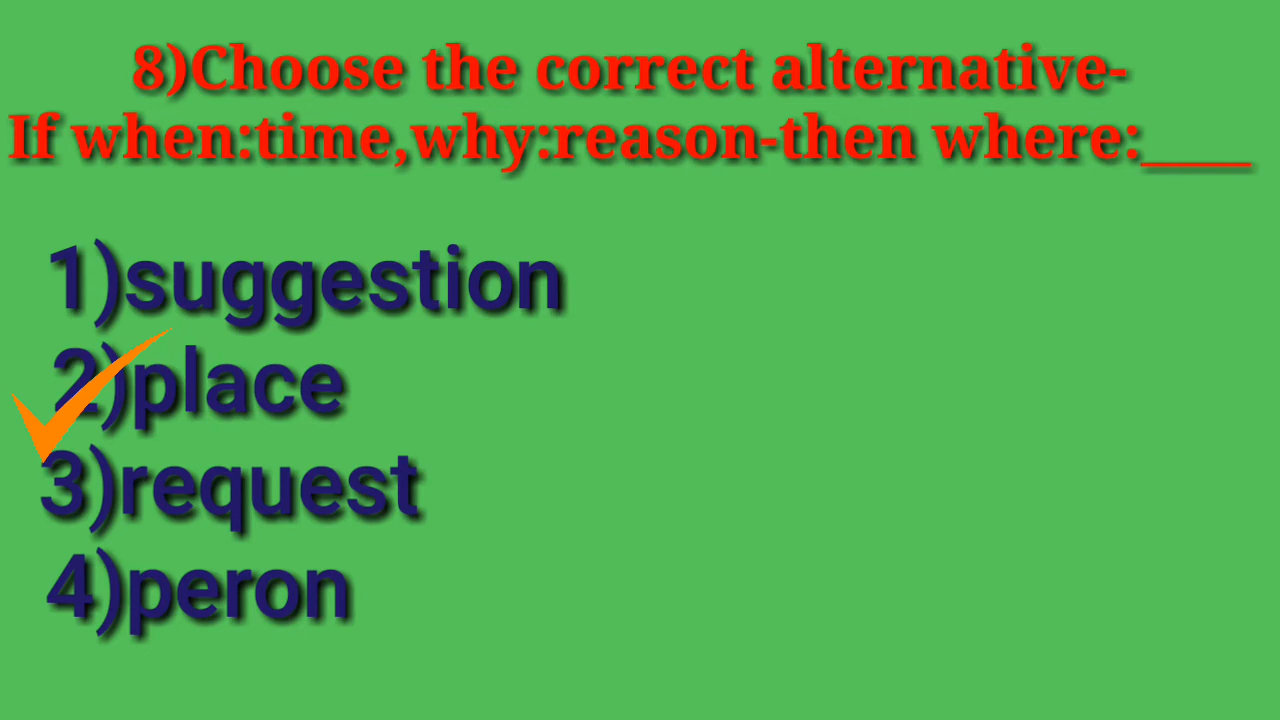 8)Choose the correct alternative-
If when:time,why:reason-then where:____
1)suggestion
2)place
3)request
4)peron